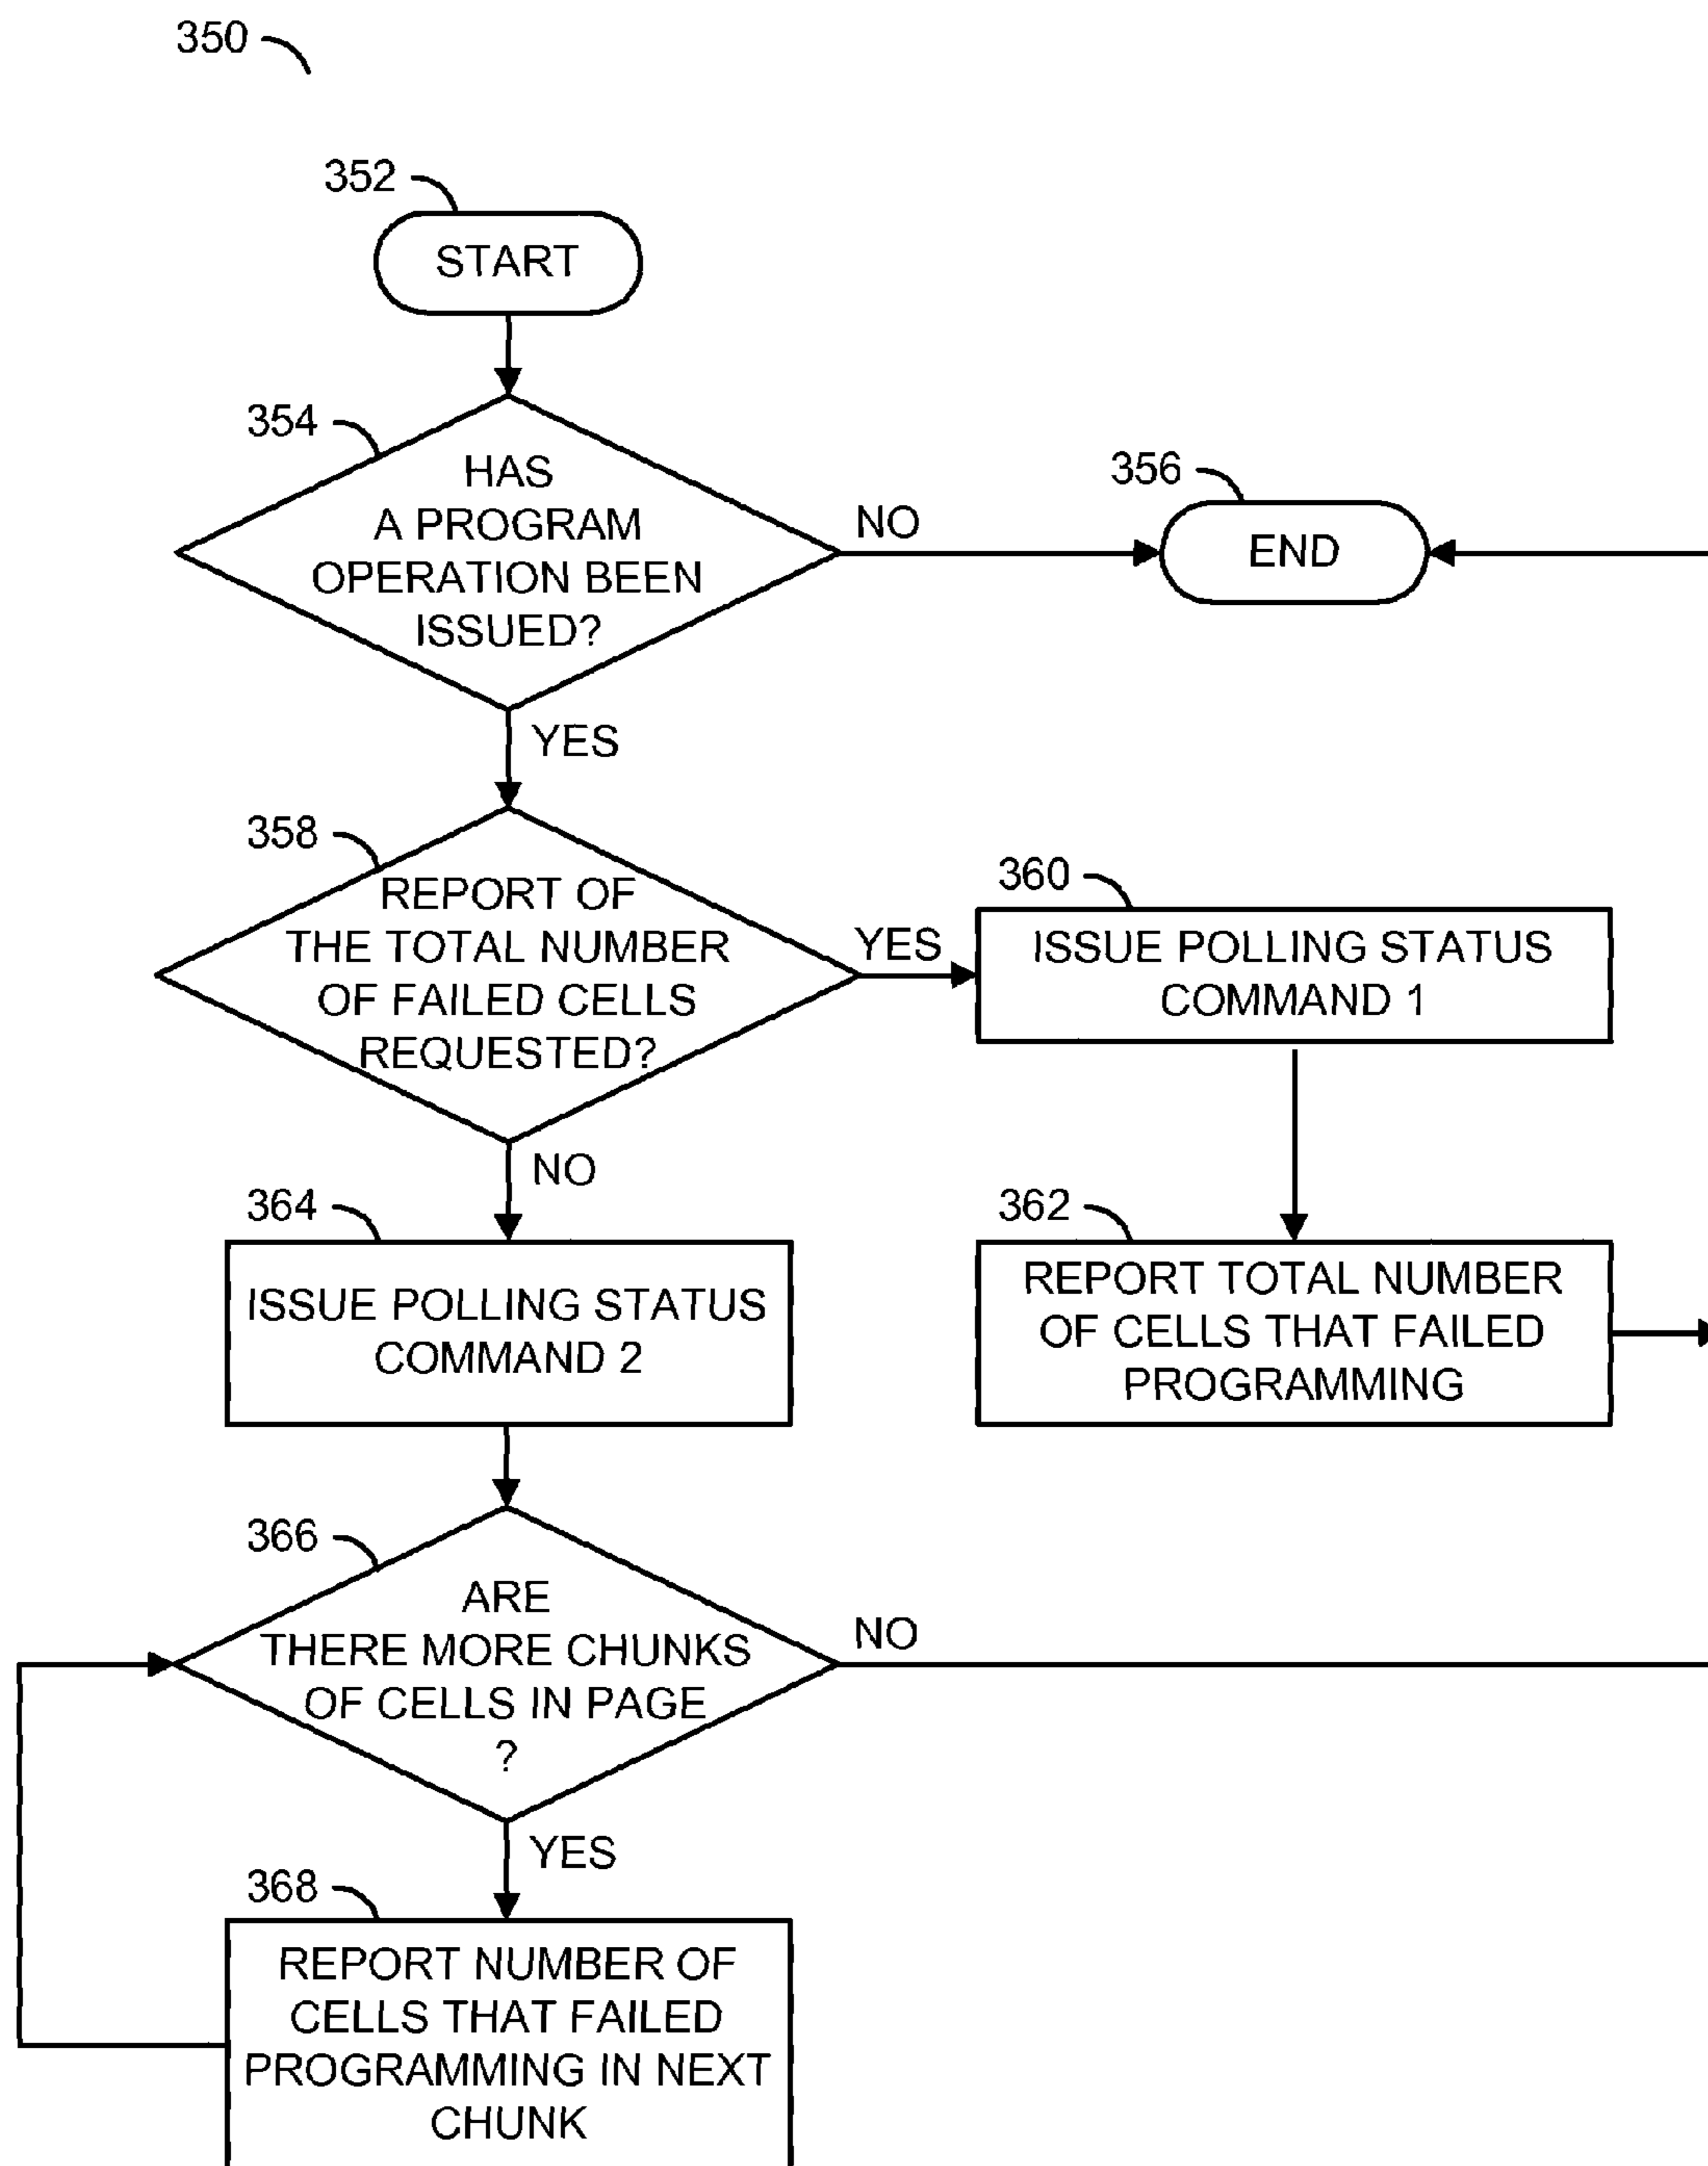 350
352
START
354
HAS
A PROGRAM
OPERATION BEEN
ISSUED?
NO
356
END
YES
358
REPORT OF
THE TOTAL NUMBER
OF FAILED CELLS
REQUESTED?
YES
360
ISSUE POLLING STATUS
COMMAND 1
NO
362
REPORT TOTAL NUMBER
OF CELLS THAT FAILED
PROGRAMMING
364
ISSUE POLLING STATUS
COMMAND 2
366
ARE
THERE MORE CHUNKS
OF CELLS IN PAGE
?
NO
YES
368
REPORT NUMBER OF
CELLS THAT FAILED
PROGRAMMING IN NEXT
CHUNK